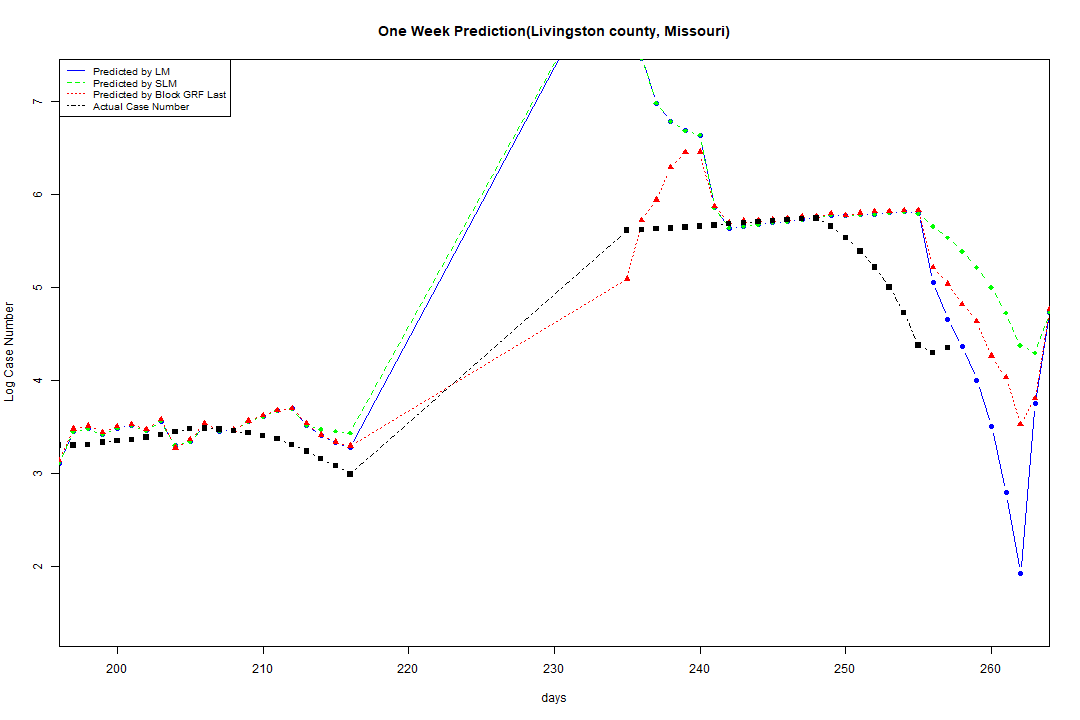 One Week Prediction(Livingston county, Missouri)
Predicted by LM
Predicted by SLM
Predicted by Block GRF Last
Actual Case Number
7
6
5
4
3
2
Log Case Number
200 210 220 230 240 250 260
days